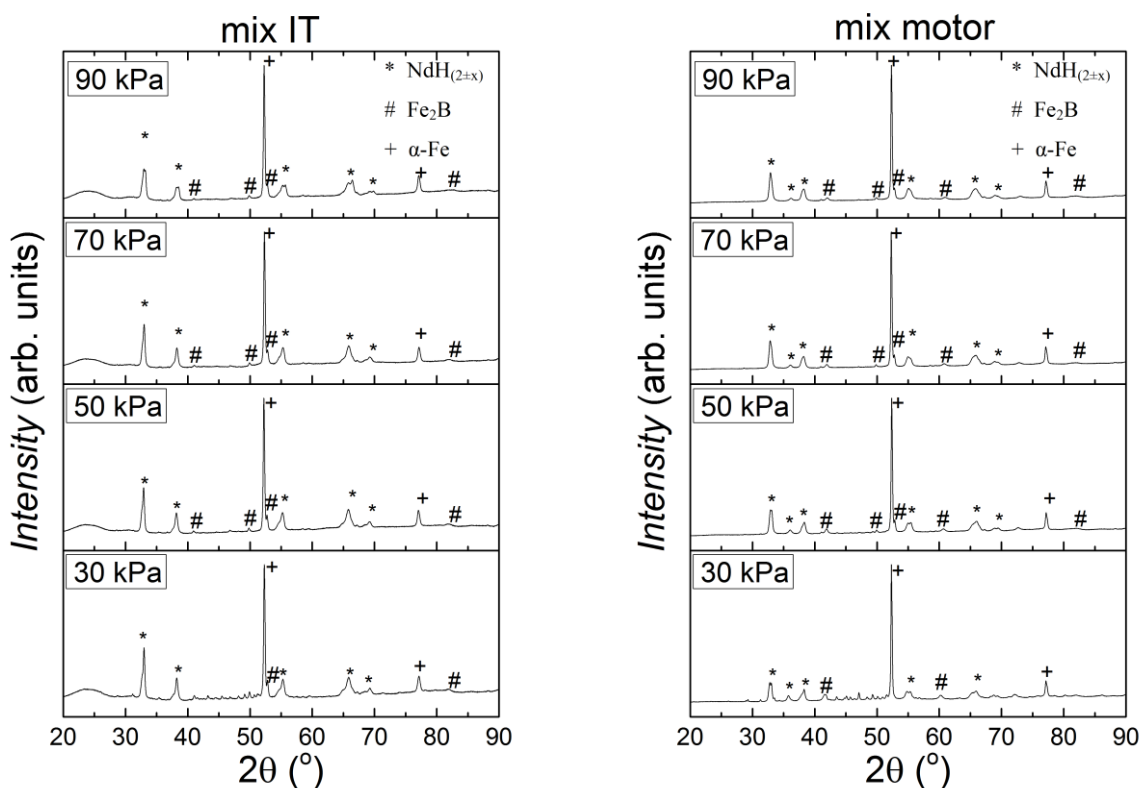 mix IT
90 kPa
* NdH(2±x)
# Fe2B
+ α-Fe
+
* * # # # * * * + #
70 kPa
+
* * # # # * * * + #
50 kPa
+
* * # # # * * * + #
30 kPa
+
* * # * * * + #
20 30 40 50 60 70 80 90
2θ (°)
Intensity (arb. units)
mix motor
90 kPa
* NdH(2±x)
# Fe2B
+ α-Fe
+
* * * # # # * # * * + #
70 kPa
+
* * * # # # * # * * + #
50 kPa
+
* * * # # # * # * * + #
30 kPa
+
* * * # * # * +
20 30 40 50 60 70 80 90
2θ (°)
Intensity (arb. units)